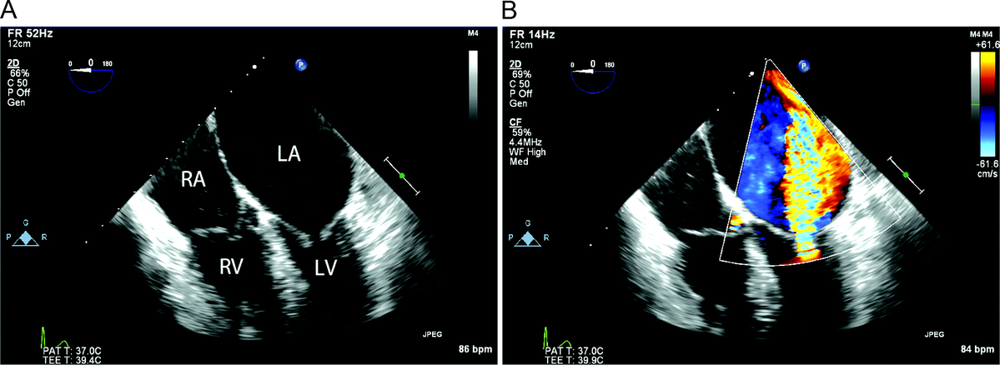 A
FR 52Hz
12cm
M4
2D
66%
C 50
P Off
Gen
0 0 180
P
LA
RA
RV
LV
G
P R
JPEG
PAT T: 37.0C
TEE T: 39.4C
86 bpm
B
FR 14Hz
12cm
M4 M4
+61.6
2D
69%
C 50
P Off
Gen
0 0 180
P
CF
59%
4.4MHz
WF High
Med
-61.6
cm/s
G
P R
JPEG
PAT T: 37.0C
TEE T: 39.9C
84 bpm